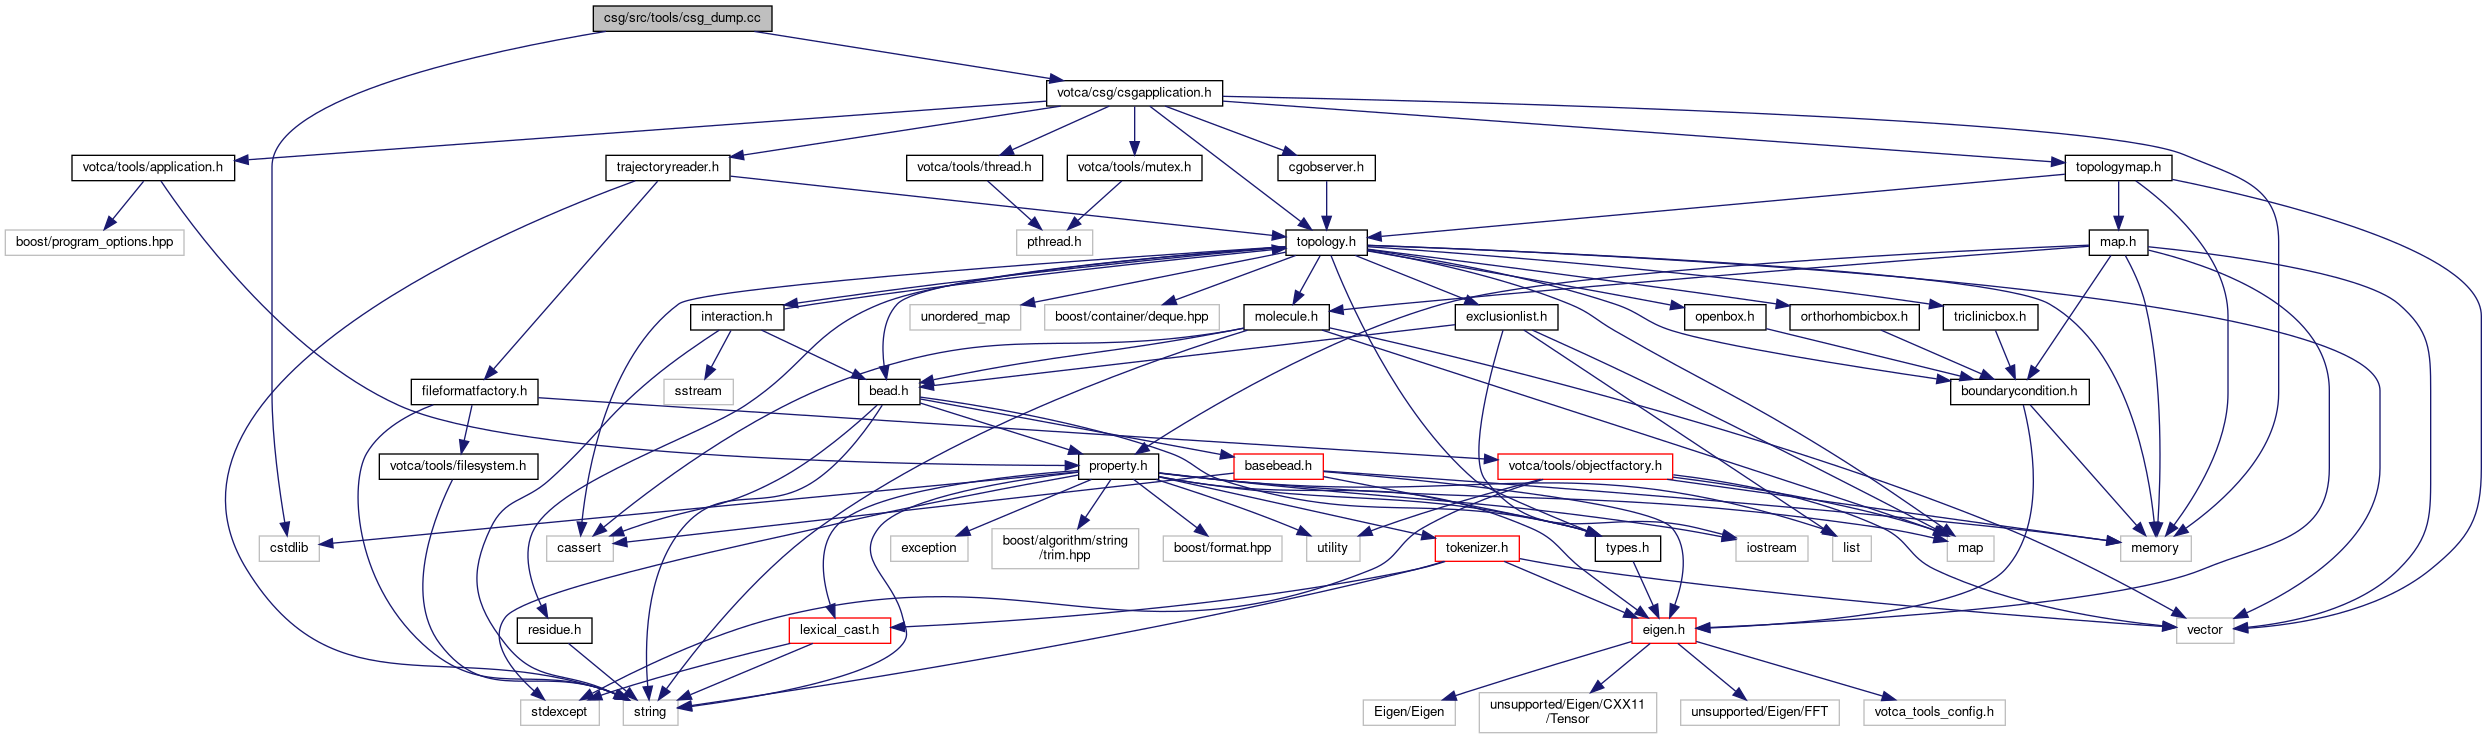 csg/src/tools/csg_dump.cc
votca/csg/csgapplication.h
votca/tools/application.h
trajectoryreader.h
votca/tools/thread.h
votca/tools/mutex.h
cgobserver.h
topologymap.h
boost/program_options.hpp
pthread.h
topology.h
map.h
interaction.h
unordered_map
boost/container/deque.hpp
molecule.h
exclusionlist.h
openbox.h
orthorhombicbox.h
triclinicbox.h
fileformatfactory.h
sstream
bead.h
boundarycondition.h
votca/tools/filesystem.h
property.h
basebead.h
votca/tools/objectfactory.h
cstdlib
cassert
exception
boost/algorithm/string
/trim.hpp
boost/format.hpp
utility
tokenizer.h
types.h
iostream
list
map
memory
residue.h
lexical_cast.h
eigen.h
vector
stdexcept
string
Eigen/Eigen
unsupported/Eigen/CXX11
/Tensor
unsupported/Eigen/FFT
votca_tools_config.h